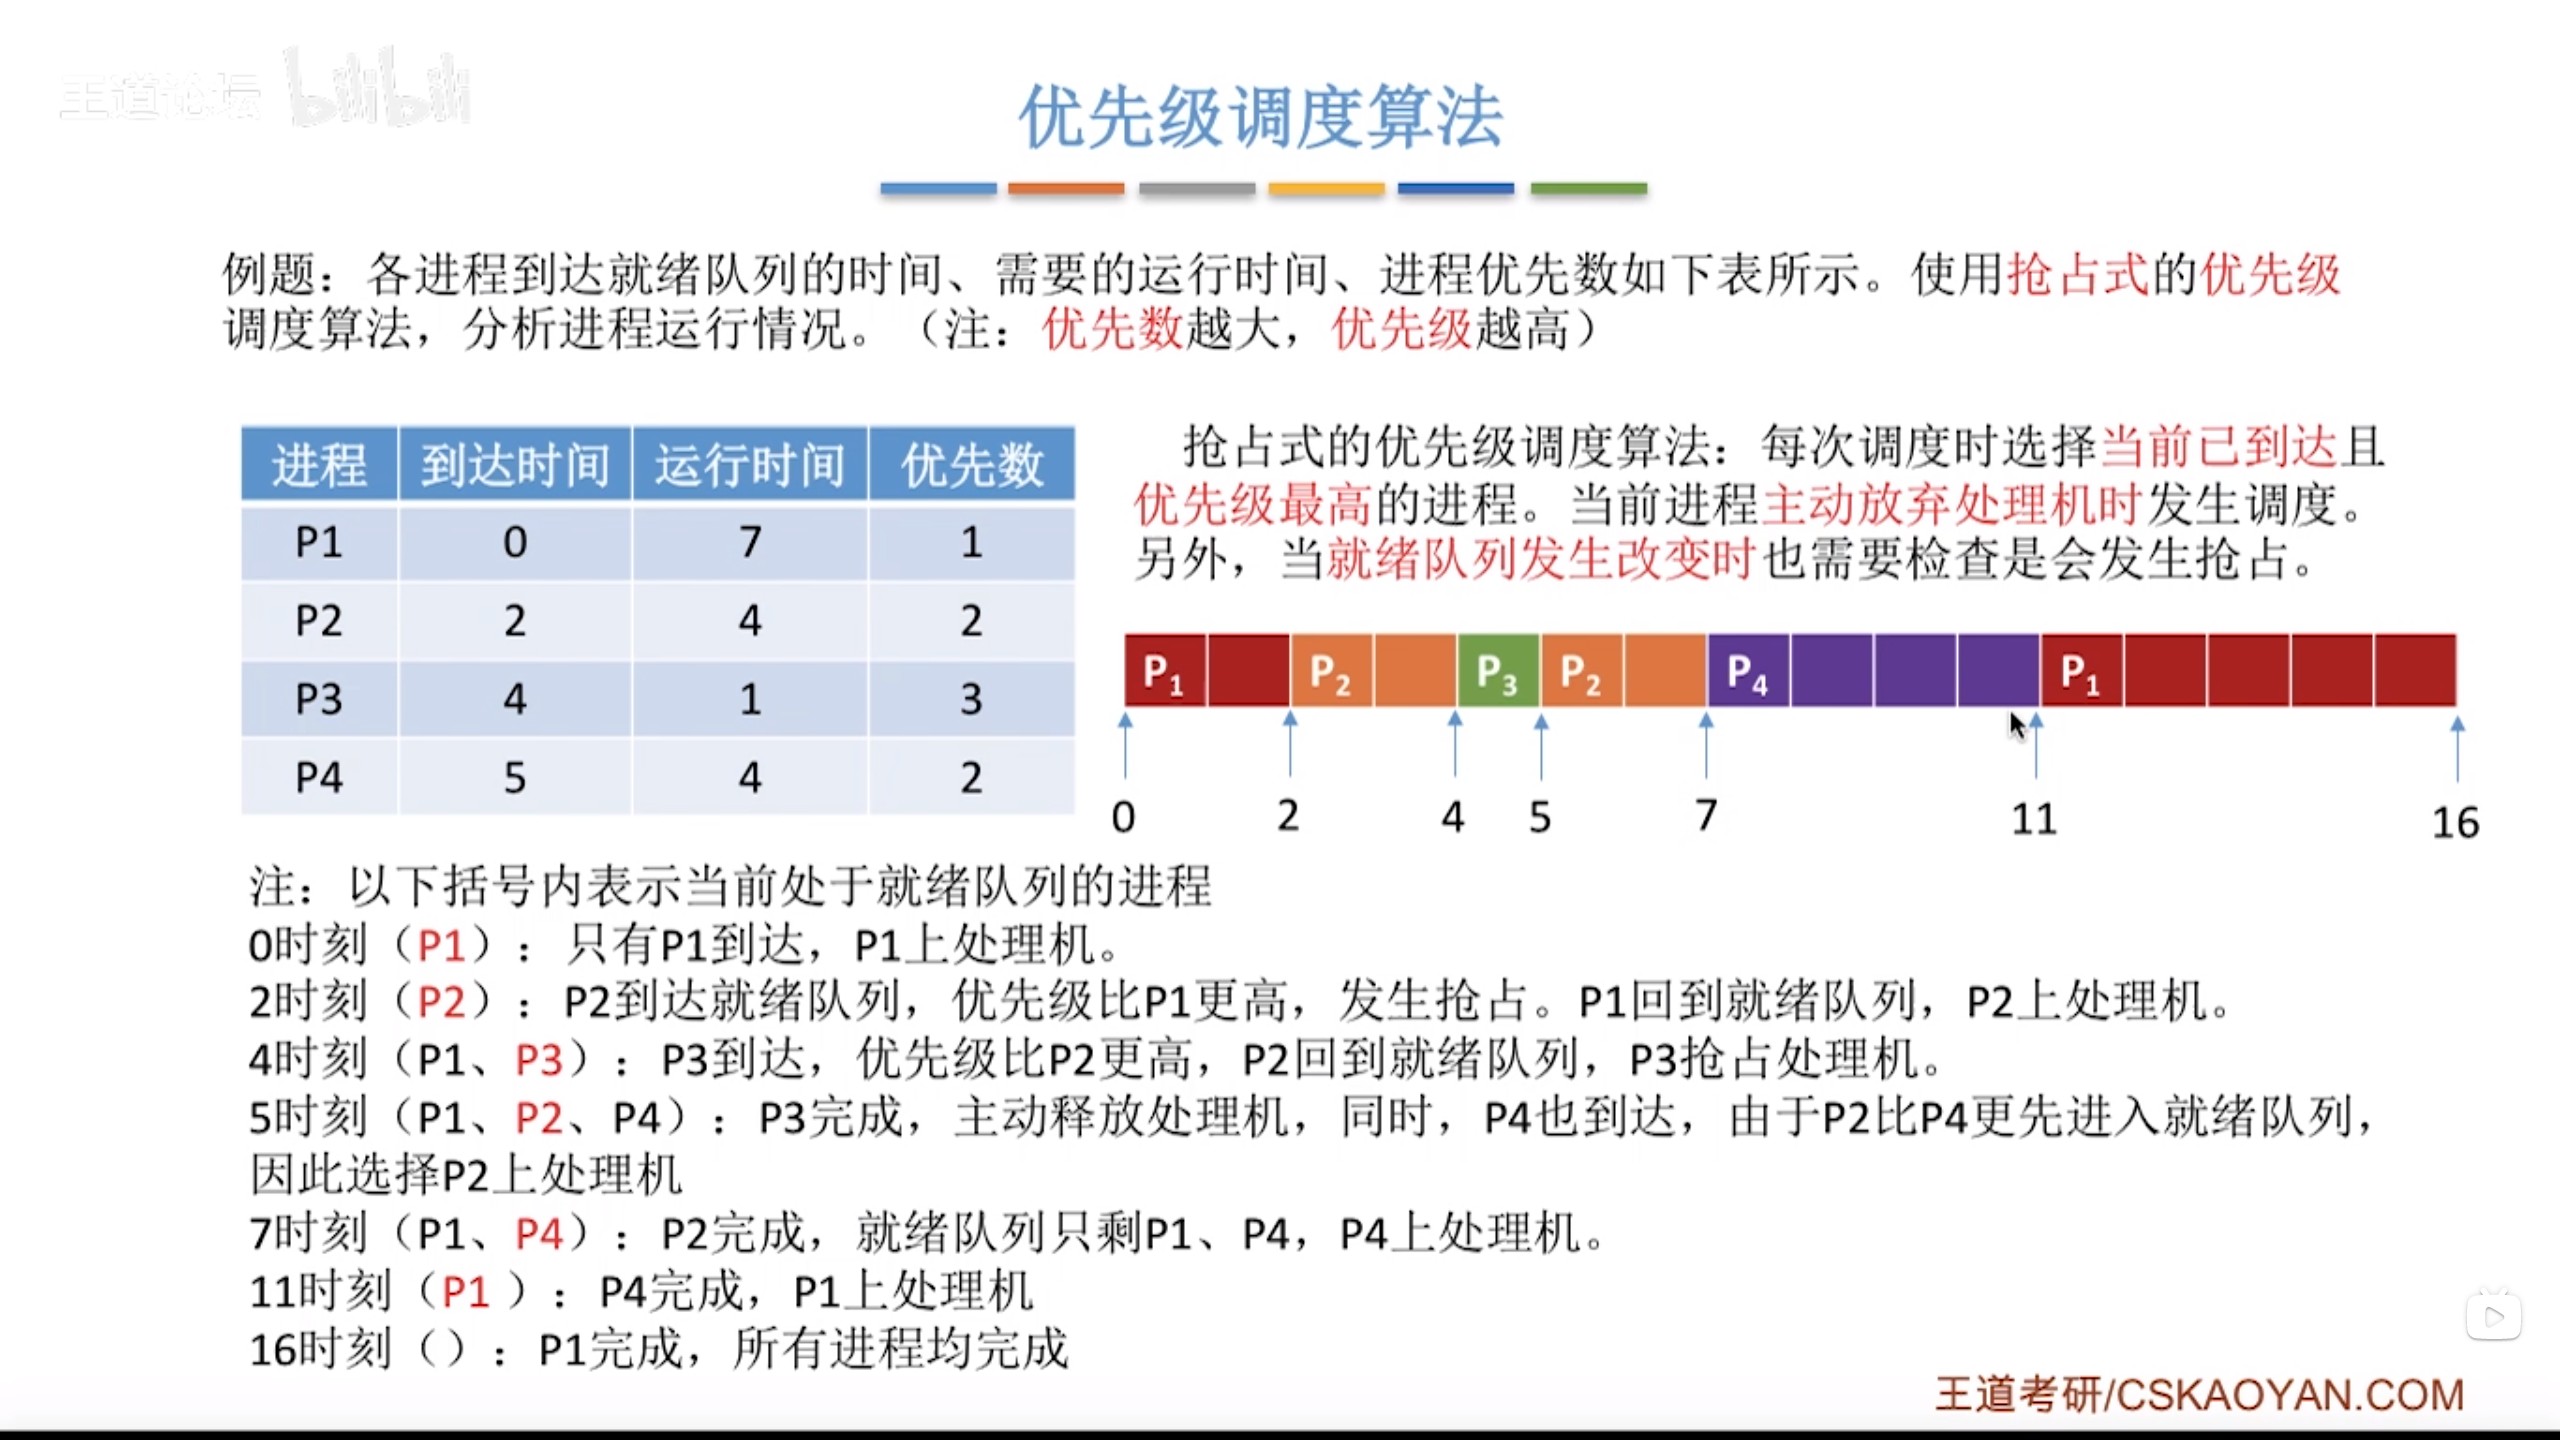 王道论坛 bilibili
优先级调度算法
例题：各进程到达就绪队列的时间、需要的运行时间、进程优先数如下表所示。使用抢占式的优先级
调度算法，分析进程运行情况。（注：优先数越大，优先级越高）
进程 到达时间 运行时间 优先数
P1 0 7 1
P2 2 4 2
P3 4 1 3
P4 5 4 2
抢占式的优先级调度算法：每次调度时选择当前已到达且
优先级最高的进程。当前进程主动放弃处理机时发生调度。
另外，当就绪队列发生改变时也需要检查是会发生抢占。
P1 P2 P3 P2 P4 P1
0 2 4 5 7 11 16
注：以下括号内表示当前处于就绪队列的进程
0时刻（P1）：只有P1到达，P1上处理机。
2时刻（P2）：P2到达就绪队列，优先级比P1更高，发生抢占。P1回到就绪队列，P2上处理机。
4时刻（P1、P3）：P3到达，优先级比P2更高，P2回到就绪队列，P3抢占处理机。
5时刻（P1、P2、P4）：P3完成，主动释放处理机，同时，P4也到达，由于P2比P4更先进入就绪队列，
因此选择P2上处理机
7时刻（P1、P4）：P2完成，就绪队列只剩P1、P4，P4上处理机。
11时刻（P1 ）：P4完成，P1上处理机
16时刻（）：P1完成，所有进程均完成
王道考研/CSKAOYAN.COM